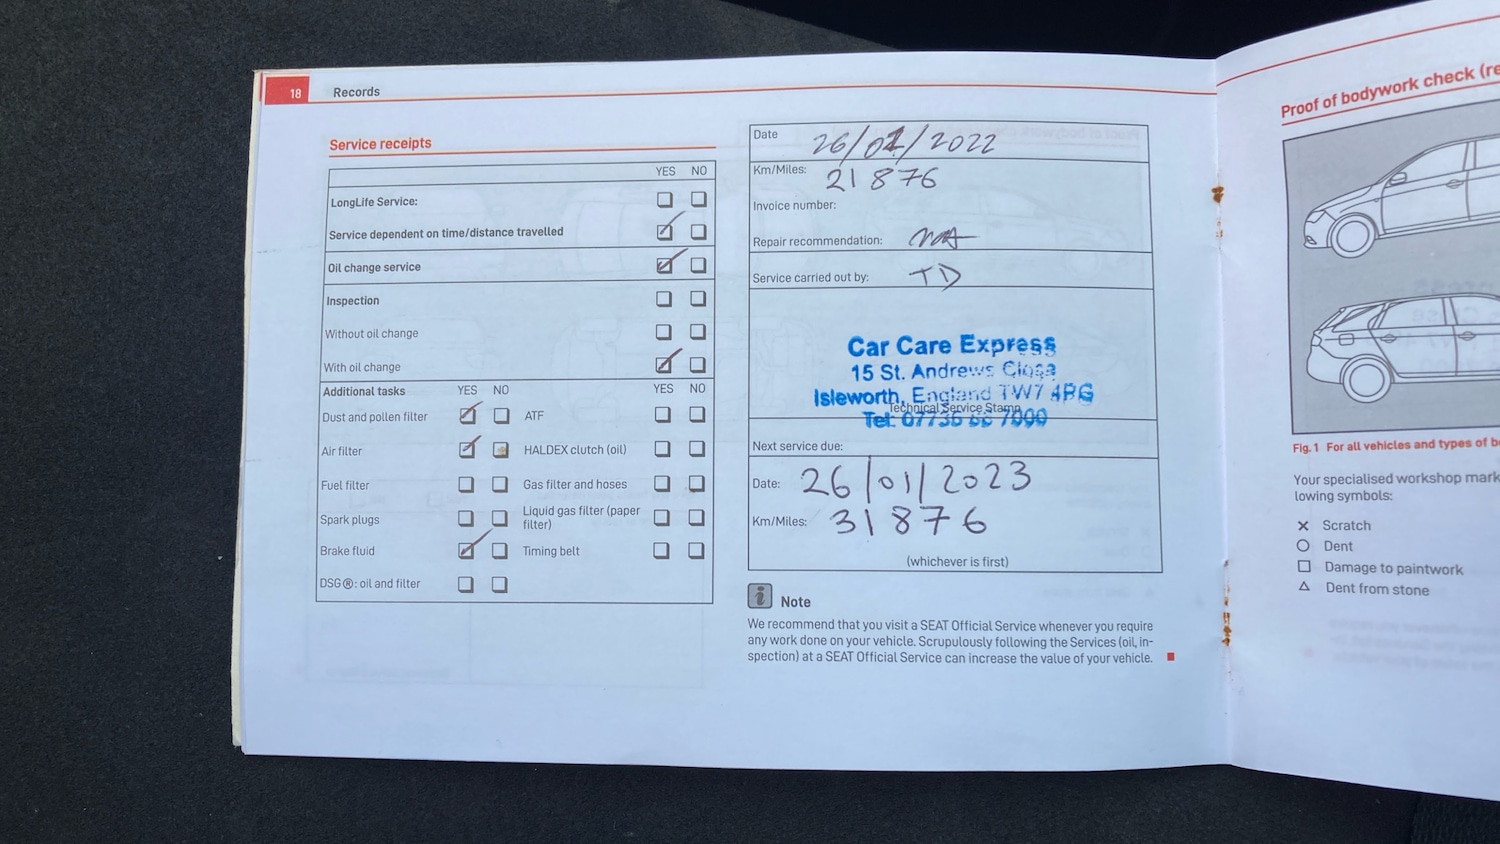 18 Records
Service receipts
YES NO
LongLife Service:
Service dependent on time/distance travelled
Oil change service
Inspection
Without oil change
With oil change
Additional tasks YES NO YES NO
Dust and pollen filter ATF
Air filter HALDEX clutch (oil)
Fuel filter Gas filter and hoses
Spark plugs Liquid gas filter (paper
filter)
Brake fluid Timing belt
DSG®: oil and filter
Date 26/01/2022
Km/Miles: 21876
Invoice number:
Repair recommendation: NA
Service carried out by: TD
Car Care Express
15 St. Andrews Close
Isleworth, England TW7
Technical Service Stamp
Tel: 07736
Next service due:
Date: 26/01/2023
Km/Miles: 31876
(whichever is first)
i Note
We recommend that you visit a SEAT Official Service whenever you require
any work done on your vehicle. Scrupulously following the Services (oil, in-
spection) at a SEAT Official Service can increase the value of your vehicle.
Proof of bodywork check (re
Fig. 1 For all vehicles and types of b
Your specialised workshop mark
lowing symbols:
X Scratch
O Dent
□ Damage to paintwork
△ Dent from stone